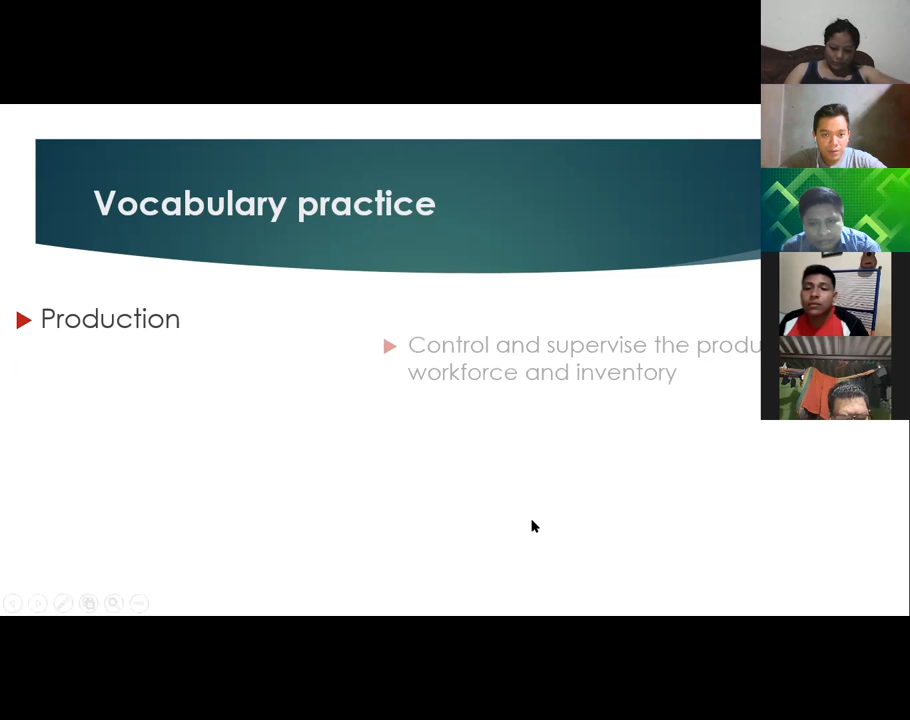 Vocabulary practice
Production
Control and supervise the
workforce and inventory